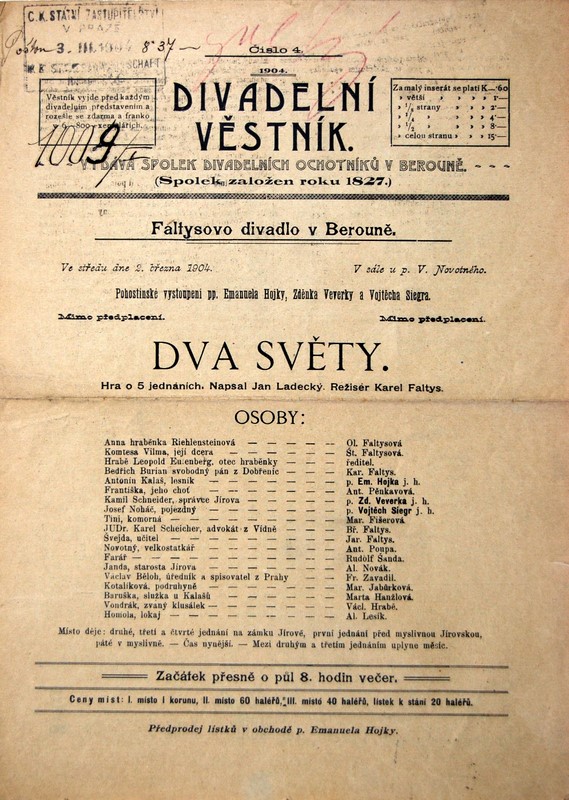 C. K. STÁTNÍ ZASTUPITELSTVÍ
V PRAZE
3. III. 8 37 —
Číslo 4.
1904.
Věstník vyjde před každým
divadelním představením a
rozešle se zdarma a franko
800 exemplářích.
DIVADELNÍ
VĚSTNÍK.
Za malý inserát se platí K —·60
» větší » » » 1·—
» 1/8 strany » » » 2·—
» 1/4 » » » » 4·—
» 1/2 » » » » 8·—
» celou stranu » » 15·—
VYDÁVÁ SPOLEK DIVADELNÍCH OCHOTNÍKŮ V BEROUNĚ.
(Spolek založen roku 1827.)
Faltysovo divadlo v Berouně.
Ve středu dne 2. března 1904. V sále u p. V. Novotného.
Pohostinské vystoupení pp. Emanuela Hojky, Zdeňka Veverky a Vojtěcha Siegra.
Mimo předplacení. Mimo předplacení.
DVA SVĚTY.
Hra o 5 jednáních. Napsal Jan Ladecký. Režisér Karel Faltys.
OSOBY:
Anna hraběnka Riehlensteinová — — — — — Ol. Faltysová
Komtesa Vilma, její dcera — — — — — Št. Faltysová.
Hrabě Leopold Eulenberg, otec hraběnky — — — ředitel.
Bedřich Burian svobodný pán z Dobřenic — — — Kar. Faltys.
Antonín Kalaš, lesník — — — — — — p. Em. Hojka j. h.
Františka, jeho choť — — — — — — Ant. Pěnkavová.
Kamil Schneider, správce Jírova — — — — p. Zd. Veverka j. h.
Josef Noháč, pojezdný — — — — — — p. Vojtěch Siegr j. h.
Tini, komorná — — — — — — — Mar. Fišerová.
JUDr. Karel Scheicher, advokát z Vídně — — — Bř. Faltys.
Švejda, učitel — — — — — — — Jar. Faltys.
Novotný, velkostatkář — — — — — — Ant. Poupa.
Farář — — — — — — — — Rudolf Šanda.
Janda, starosta Jírova — — — — — — Al. Novák.
Václav Běloh, úředník a spisovatel z Prahy — — — Fr. Zavadil.
Kotalíková, podruhyně — — — — — — Mar. Jabůrková.
Baruška, služka u Kalašů — — — — — Marta Hanžlová.
Vondrák, zvaný klusálek — — — — — — Václ. Hrabě.
Homola, lokaj — — — — — — — Al. Lesík.
Místo děje: druhé, třetí a čtvrté jednání na zámku Jírově, první jednání před myslivnou Jírovskou,
páté v myslivně. — Čas nynější. — Mezi druhým a třetím jednáním uplyne měsíc.
Začátek přesně o půl 8. hodin večer.
Ceny míst: I. místo I korunu, II. místo 60 haléřů, III. místo 40 haléřů, lístek k stání 20 haléřů.
Předprodej lístků v obchodě p. Emanuela Hojky.